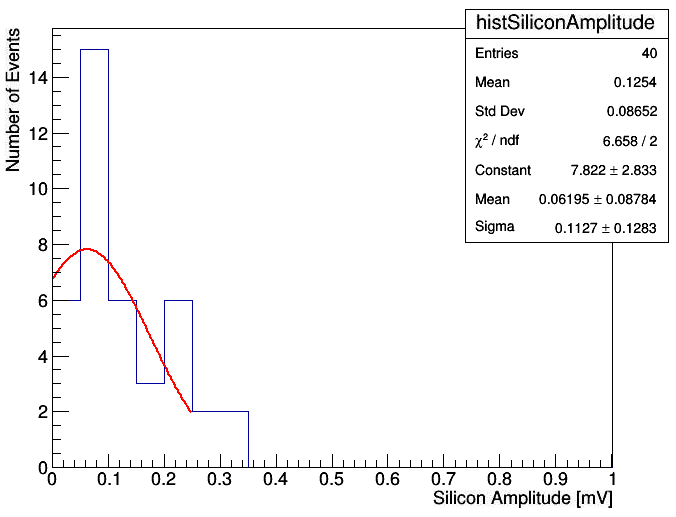 histSiliconAmplitude
Entries 40
Mean 0.1254
Std Dev 0.08652
χ² / ndf 6.658 / 2
Constant 7.822 ± 2.833
Mean 0.06195 ± 0.08784
Sigma 0.1127 ± 0.1283
Number of Events
14
12
10
8
6
4
2
0
0 0.1 0.2 0.3 0.4 0.5 0.6 0.7 0.8 0.9 1
Silicon Amplitude [mV]